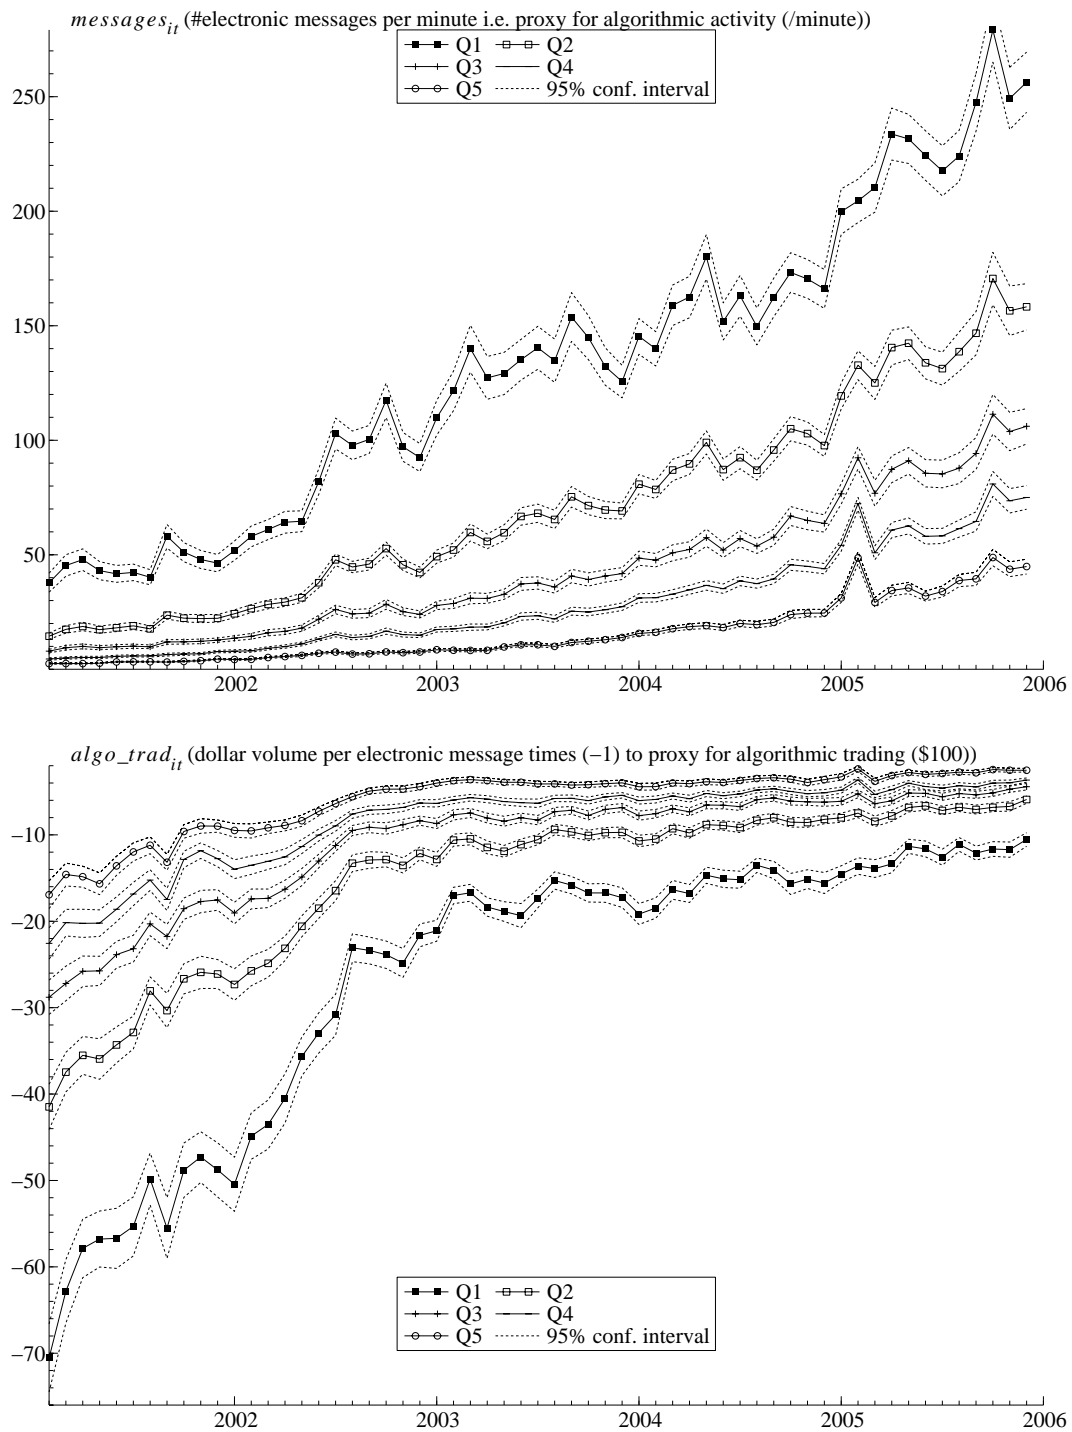 messages_it (#electronic messages per minute i.e. proxy for algorithmic activity (/minute))
Q1 Q2
Q3 Q4
Q5 95% conf. interval
250
200
150
100
50
2002 2003 2004 2005 2006
algo_trad_it (dollar volume per electronic message times (−1) to proxy for algorithmic trading ($100))
−10
−20
−30
−40
−50
−60
−70
Q1 Q2
Q3 Q4
Q5 95% conf. interval
2002 2003 2004 2005 2006